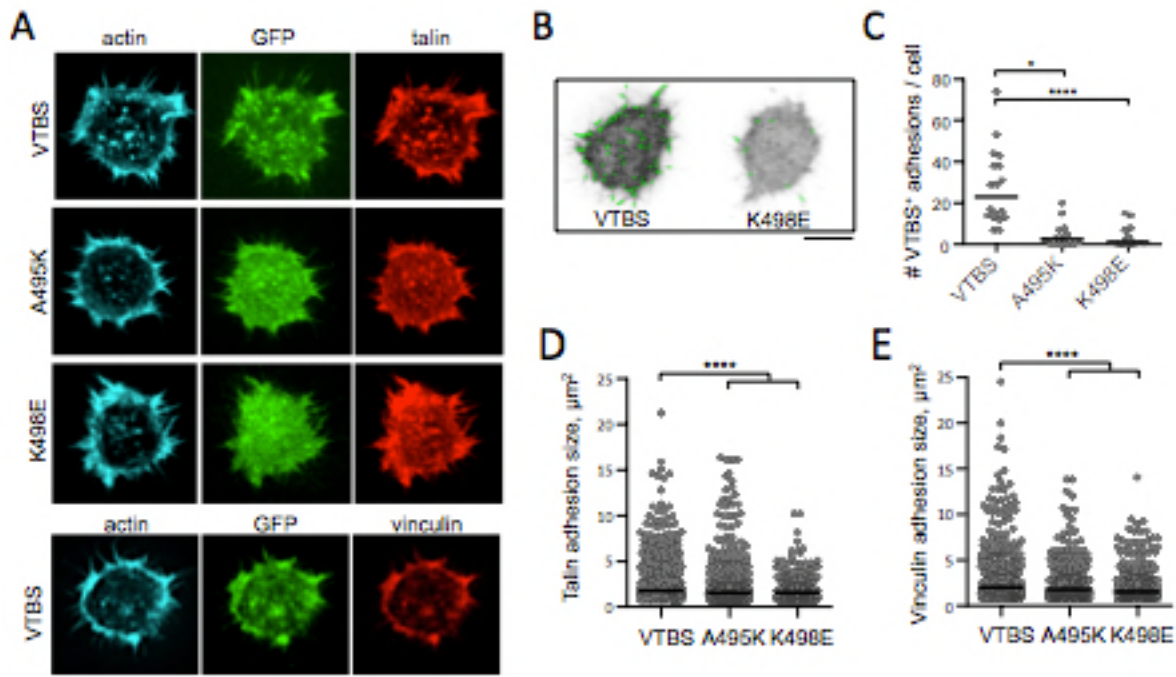 A
actin GFP talin
VTBS
A495K
K498E
actin GFP vinculin
VTBS
B
VTBS K498E
C
# VTBS⁺ adhesions / cell
80
60
40
20
0
*
****
VTBS
A495K
K498E
D
Talin adhesion size, µm²
25
20
15
10
5
0
****
VTBS A495K K498E
E
Vinculin adhesion size, µm²
25
20
15
10
5
0
****
VTBS A495K K498E